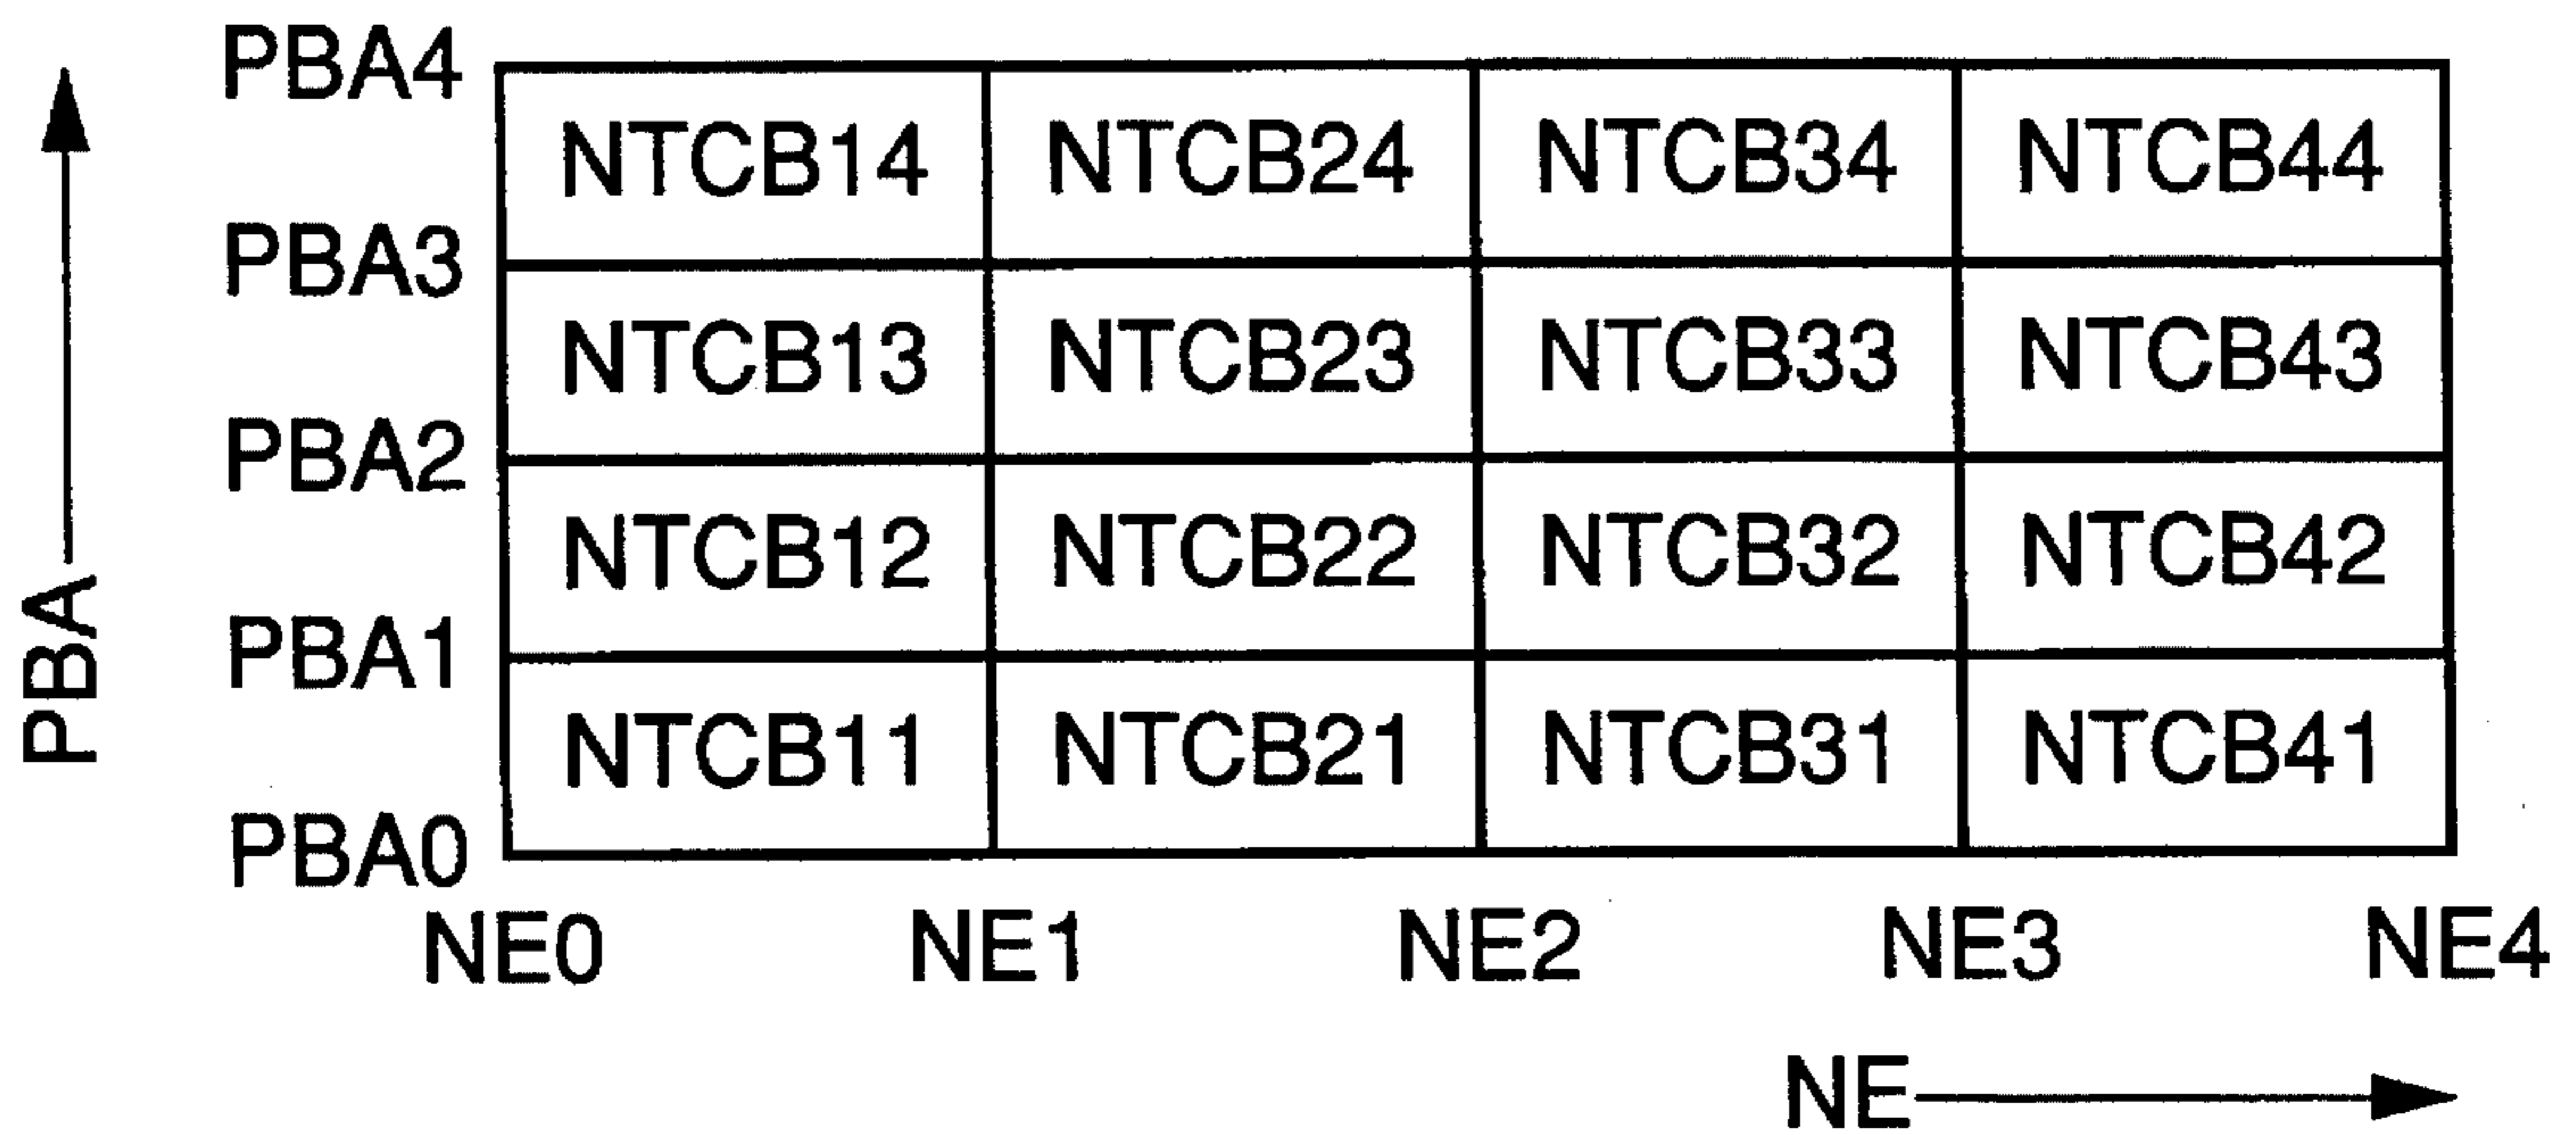 PBA4
NTCB14 NTCB24 NTCB34 NTCB44
PBA3
NTCB13 NTCB23 NTCB33 NTCB43
PBA2
NTCB12 NTCB22 NTCB32 NTCB42
PBA
PBA1
NTCB11 NTCB21 NTCB31 NTCB41
PBA0
NE0 NE1 NE2 NE3 NE4
NE